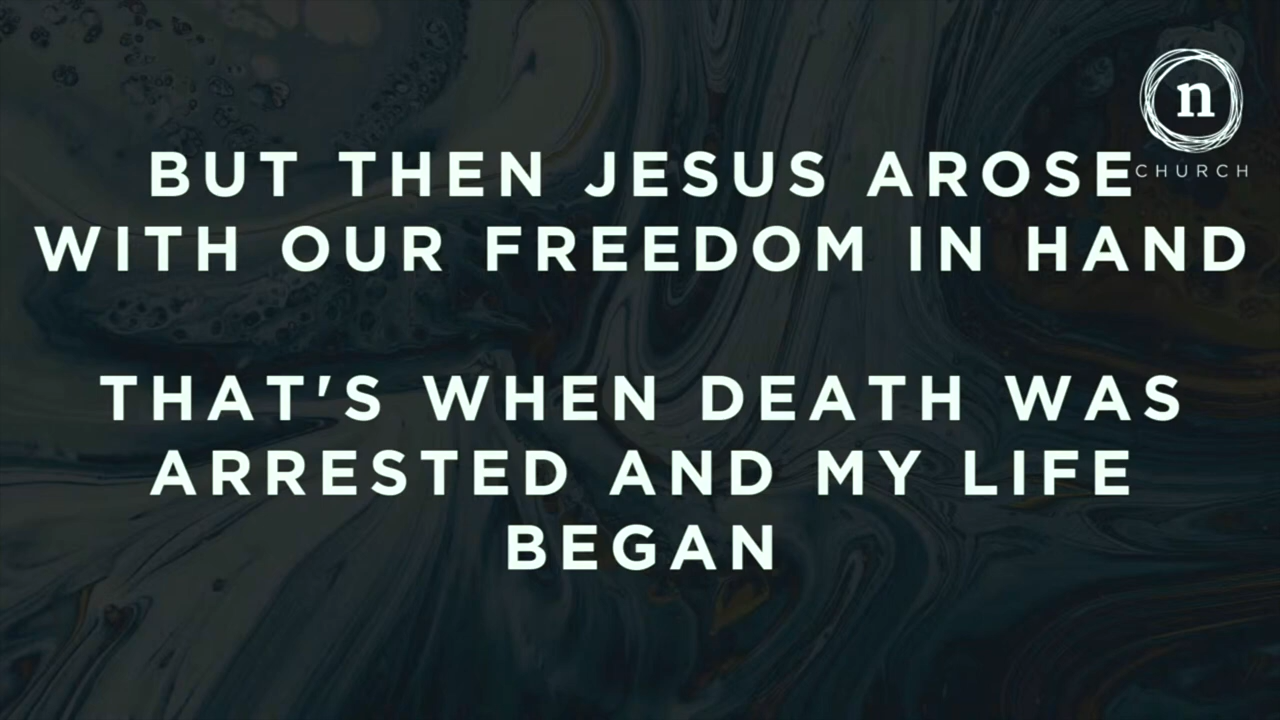 n
CHURCH
BUT THEN JESUS AROSE
WITH OUR FREEDOM IN HAND
THAT'S WHEN DEATH WAS
ARRESTED AND MY LIFE
BEGAN